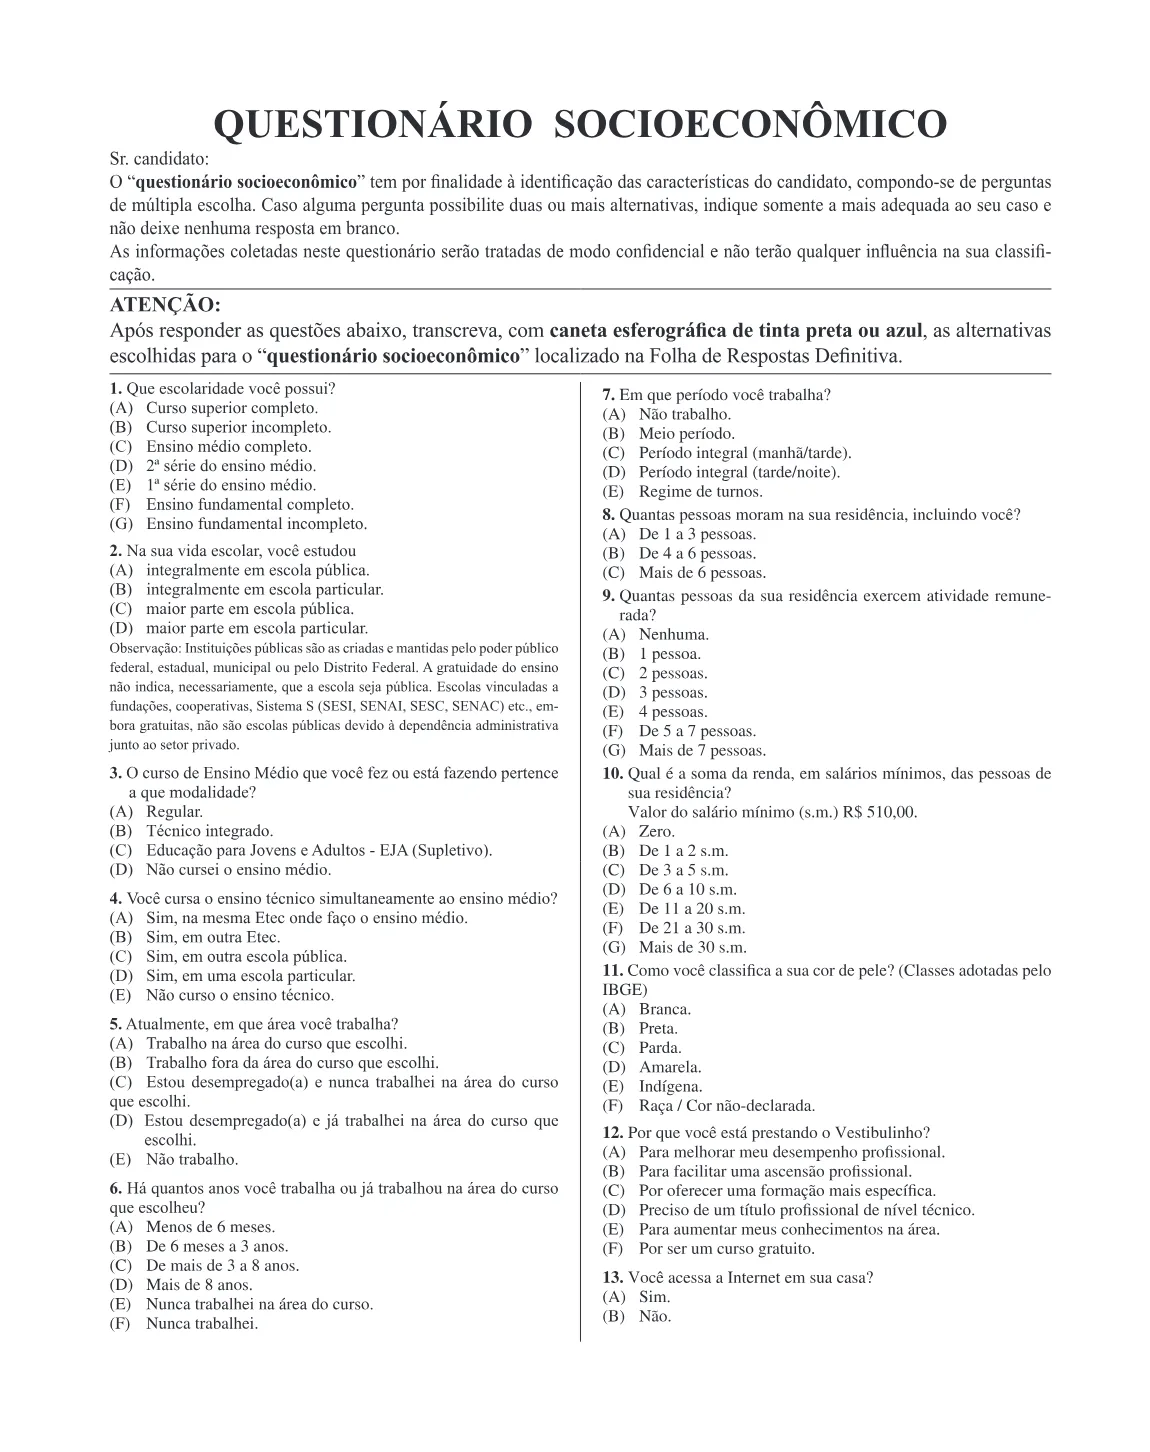 QUESTIONÁRIO SOCIOECONÔMICO
Sr. candidato:
O “questionário socioeconômico” tem por finalidade à identificação das características do candidato, compondo-se de perguntas
de múltipla escolha. Caso alguma pergunta possibilite duas ou mais alternativas, indique somente a mais adequada ao seu caso e
não deixe nenhuma resposta em branco.
As informações coletadas neste questionário serão tratadas de modo confidencial e não terão qualquer influência na sua classifi-
cação.
ATENÇÃO:
Após responder as questões abaixo, transcreva, com caneta esferográfica de tinta preta ou azul, as alternativas
escolhidas para o “questionário socioeconômico” localizado na Folha de Respostas Definitiva.
1. Que escolaridade você possui?
(A) Curso superior completo.
(B) Curso superior incompleto.
(C) Ensino médio completo.
(D) 2ª série do ensino médio.
(E) 1ª série do ensino médio.
(F) Ensino fundamental completo.
(G) Ensino fundamental incompleto.
2. Na sua vida escolar, você estudou
(A) integralmente em escola pública.
(B) integralmente em escola particular.
(C) maior parte em escola pública.
(D) maior parte em escola particular.
Observação: Instituições públicas são as criadas e mantidas pelo poder público
federal, estadual, municipal ou pelo Distrito Federal. A gratuidade do ensino
não indica, necessariamente, que a escola seja pública. Escolas vinculadas a
fundações, cooperativas, Sistema S (SESI, SENAI, SESC, SENAC) etc., em-
bora gratuitas, não são escolas públicas devido à dependência administrativa
junto ao setor privado.
3. O curso de Ensino Médio que você fez ou está fazendo pertence
a que modalidade?
(A) Regular.
(B) Técnico integrado.
(C) Educação para Jovens e Adultos - EJA (Supletivo).
(D) Não cursei o ensino médio.
4. Você cursa o ensino técnico simultaneamente ao ensino médio?
(A) Sim, na mesma Etec onde faço o ensino médio.
(B) Sim, em outra Etec.
(C) Sim, em outra escola pública.
(D) Sim, em uma escola particular.
(E) Não curso o ensino técnico.
5. Atualmente, em que área você trabalha?
(A) Trabalho na área do curso que escolhi.
(B) Trabalho fora da área do curso que escolhi.
(C) Estou desempregado(a) e nunca trabalhei na área do curso
que escolhi.
(D) Estou desempregado(a) e já trabalhei na área do curso que
escolhi.
(E) Não trabalho.
6. Há quantos anos você trabalha ou já trabalhou na área do curso
que escolheu?
(A) Menos de 6 meses.
(B) De 6 meses a 3 anos.
(C) De mais de 3 a 8 anos.
(D) Mais de 8 anos.
(E) Nunca trabalhei na área do curso.
(F) Nunca trabalhei.
7. Em que período você trabalha?
(A) Não trabalho.
(B) Meio período.
(C) Período integral (manhã/tarde).
(D) Período integral (tarde/noite).
(E) Regime de turnos.
8. Quantas pessoas moram na sua residência, incluindo você?
(A) De 1 a 3 pessoas.
(B) De 4 a 6 pessoas.
(C) Mais de 6 pessoas.
9. Quantas pessoas da sua residência exercem atividade remune-
rada?
(A) Nenhuma.
(B) 1 pessoa.
(C) 2 pessoas.
(D) 3 pessoas.
(E) 4 pessoas.
(F) De 5 a 7 pessoas.
(G) Mais de 7 pessoas.
10. Qual é a soma da renda, em salários mínimos, das pessoas de
sua residência?
Valor do salário mínimo (s.m.) R$ 510,00.
(A) Zero.
(B) De 1 a 2 s.m.
(C) De 3 a 5 s.m.
(D) De 6 a 10 s.m.
(E) De 11 a 20 s.m.
(F) De 21 a 30 s.m.
(G) Mais de 30 s.m.
11. Como você classifica a sua cor de pele? (Classes adotadas pelo
IBGE)
(A) Branca.
(B) Preta.
(C) Parda.
(D) Amarela.
(E) Indígena.
(F) Raça / Cor não-declarada.
12. Por que você está prestando o Vestibulinho?
(A) Para melhorar meu desempenho profissional.
(B) Para facilitar uma ascensão profissional.
(C) Por oferecer uma formação mais específica.
(D) Preciso de um título profissional de nível técnico.
(E) Para aumentar meus conhecimentos na área.
(F) Por ser um curso gratuito.
13. Você acessa a Internet em sua casa?
(A) Sim.
(B) Não.